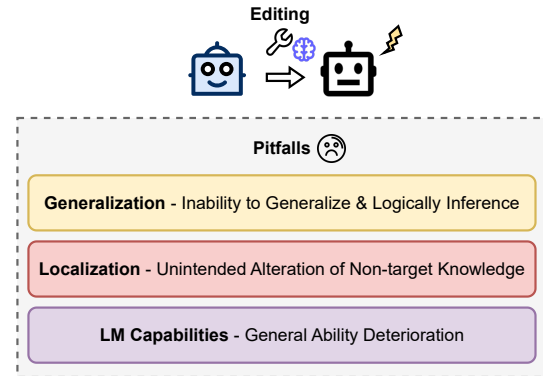 Editing
Pitfalls
Generalization - Inability to Generalize & Logically Inference
Localization - Unintended Alteration of Non-target Knowledge
LM Capabilities - General Ability Deterioration